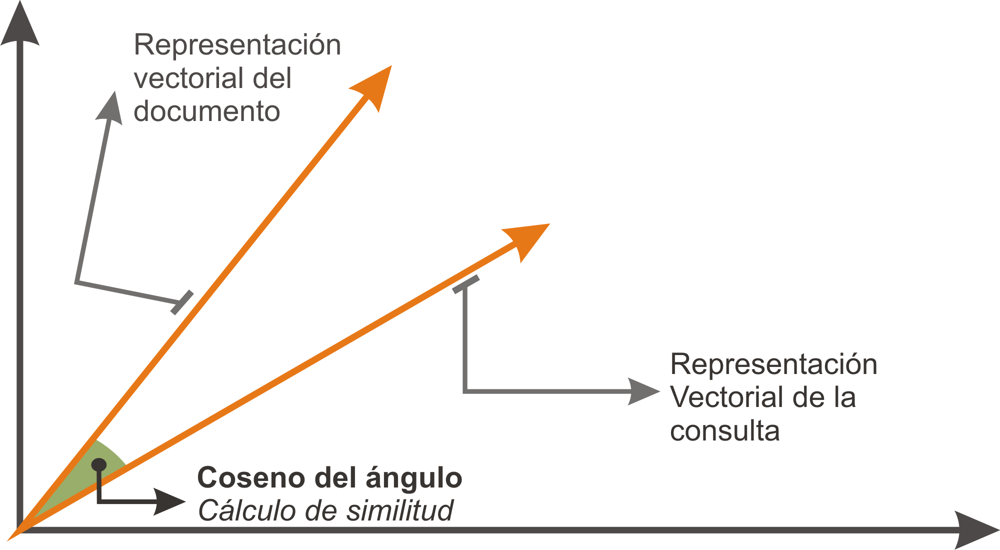 Representación
vectorial del
documento
Representación
Vectorial de la
consulta
Coseno del ángulo
Cálculo de similitud